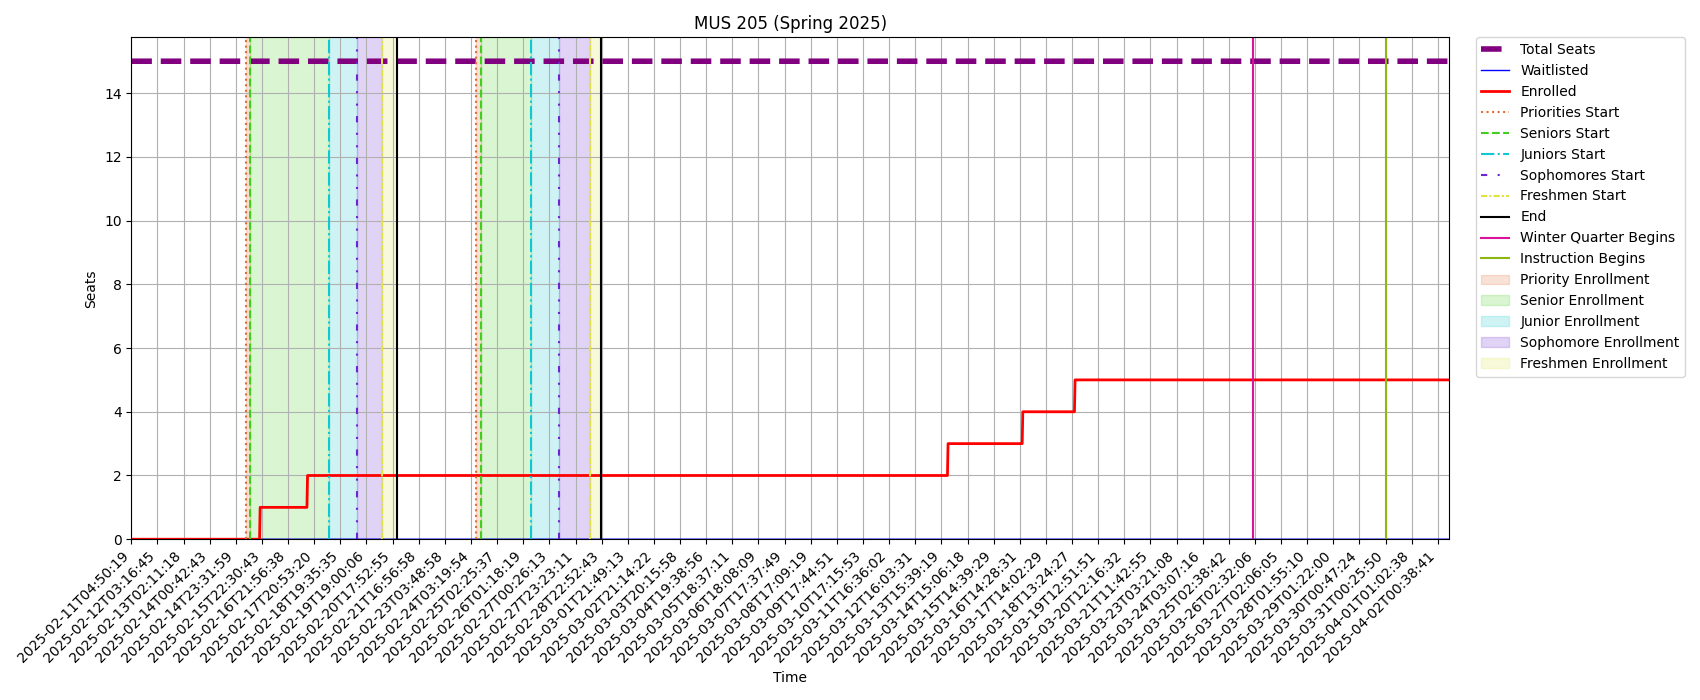 MUS 205 (Spring 2025)
Seats
14
12
10
8
6
4
2
0
2025-02-11T04:50:19
2025-02-12T03:16:45
2025-02-13T02:11:18
2025-02-14T00:42:43
2025-02-14T23:31:59
2025-02-15T22:30:43
2025-02-16T21:56:38
2025-02-17T20:53:20
2025-02-18T19:35:35
2025-02-19T19:00:06
2025-02-20T17:52:55
2025-02-21T16:56:58
2025-02-23T03:48:58
2025-02-24T03:19:54
2025-02-25T02:25:37
2025-02-26T01:18:19
2025-02-27T00:26:13
2025-02-27T23:23:11
2025-02-28T22:52:43
2025-03-01T21:49:13
2025-03-02T21:14:22
2025-03-03T20:15:58
2025-03-04T19:38:56
2025-03-05T18:37:11
2025-03-06T18:08:09
2025-03-07T17:37:49
2025-03-08T17:09:19
2025-03-09T17:44:51
2025-03-10T17:15:53
2025-03-11T16:36:02
2025-03-12T16:03:31
2025-03-13T15:39:19
2025-03-14T15:06:18
2025-03-15T14:39:29
2025-03-16T14:28:31
2025-03-17T14:02:29
2025-03-18T13:24:27
2025-03-19T12:51:51
2025-03-20T12:16:32
2025-03-21T11:42:55
2025-03-23T03:21:08
2025-03-24T03:07:16
2025-03-25T02:38:42
2025-03-26T02:32:06
2025-03-27T02:06:05
2025-03-28T01:55:10
2025-03-29T01:22:00
2025-03-30T00:47:24
2025-03-31T00:25:50
2025-04-01T01:02:38
2025-04-02T00:38:41
Time
Total Seats
Waitlisted
Enrolled
Priorities Start
Seniors Start
Juniors Start
Sophomores Start
Freshmen Start
End
Winter Quarter Begins
Instruction Begins
Priority Enrollment
Senior Enrollment
Junior Enrollment
Sophomore Enrollment
Freshmen Enrollment